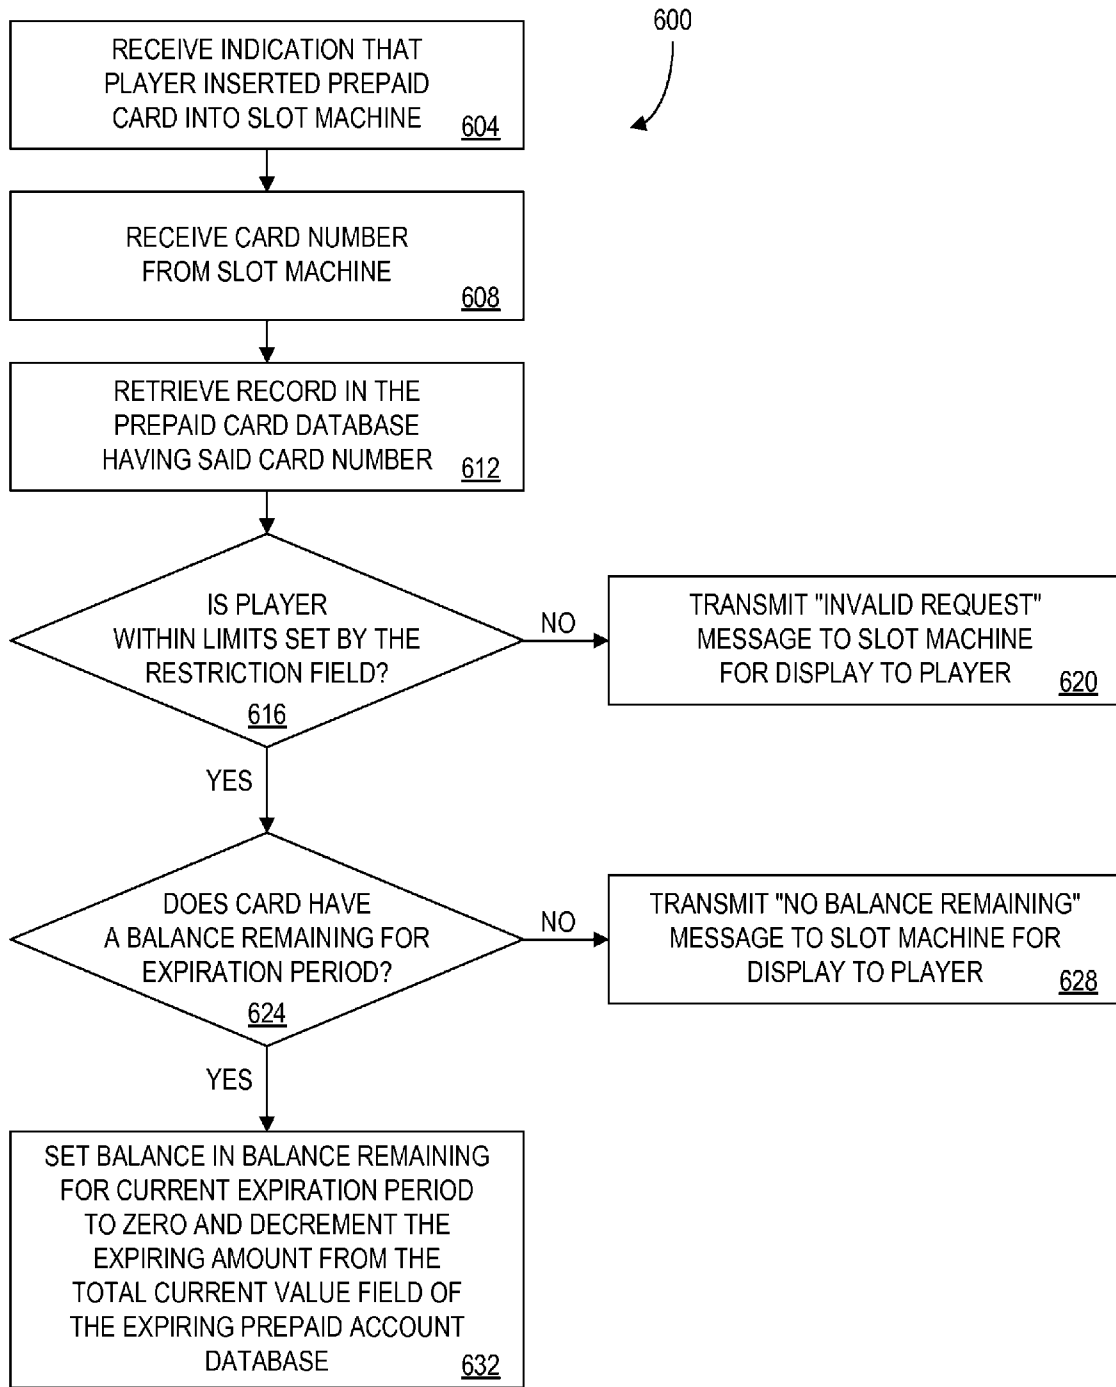 600
RECEIVE INDICATION THAT
PLAYER INSERTED PREPAID
CARD INTO SLOT MACHINE
604
RECEIVE CARD NUMBER
FROM SLOT MACHINE
608
RETRIEVE RECORD IN THE
PREPAID CARD DATABASE
HAVING SAID CARD NUMBER
612
IS PLAYER
WITHIN LIMITS SET BY THE
RESTRICTION FIELD?
616
NO
TRANSMIT "INVALID REQUEST"
MESSAGE TO SLOT MACHINE
FOR DISPLAY TO PLAYER
620
YES
DOES CARD HAVE
A BALANCE REMAINING FOR
EXPIRATION PERIOD?
624
NO
TRANSMIT "NO BALANCE REMAINING"
MESSAGE TO SLOT MACHINE FOR
DISPLAY TO PLAYER
628
YES
SET BALANCE IN BALANCE REMAINING
FOR CURRENT EXPIRATION PERIOD
TO ZERO AND DECREMENT THE
EXPIRING AMOUNT FROM THE
TOTAL CURRENT VALUE FIELD OF
THE EXPIRING PREPAID ACCOUNT
DATABASE
632